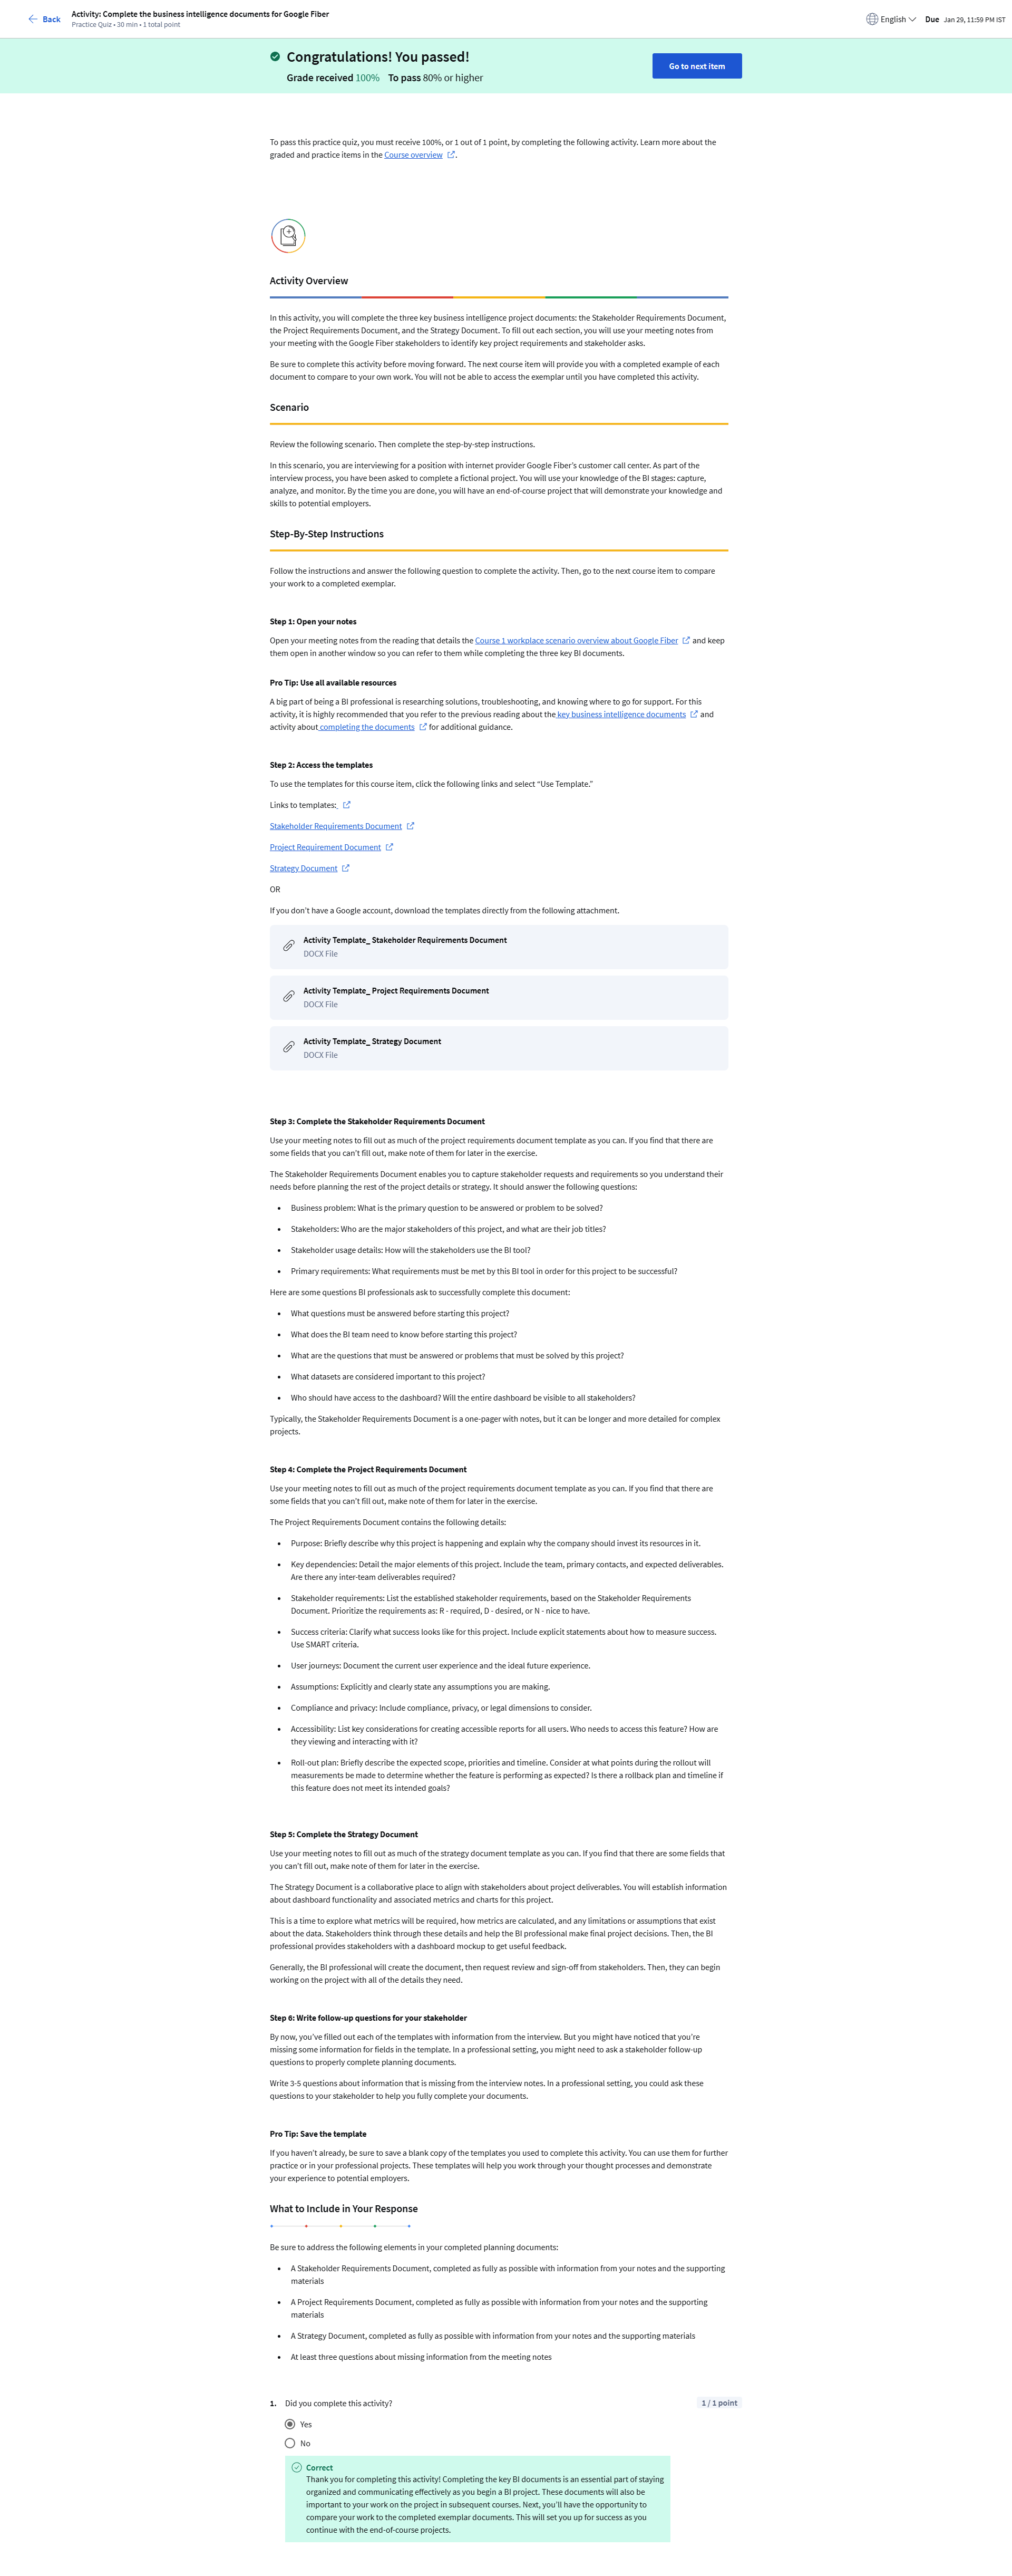 Back
Activity: Complete the business intelligence documents for Google Fiber
Practice Quiz • 30 min • 1 total point
English
Due Jan 29, 11:59 PM IST
Congratulations! You passed!
Grade received 100% To pass 80% or higher
Go to next item
To pass this practice quiz, you must receive 100%, or 1 out of 1 point, by completing the following activity. Learn more about the
graded and practice items in the Course overview .
Activity Overview
In this activity, you will complete the three key business intelligence project documents: the Stakeholder Requirements Document,
the Project Requirements Document, and the Strategy Document. To fill out each section, you will use your meeting notes from
your meeting with the Google Fiber stakeholders to identify key project requirements and stakeholder asks.
Be sure to complete this activity before moving forward. The next course item will provide you with a completed example of each
document to compare to your own work. You will not be able to access the exemplar until you have completed this activity.
Scenario
Review the following scenario. Then complete the step-by-step instructions.
In this scenario, you are interviewing for a position with internet provider Google Fiber’s customer call center. As part of the
interview process, you have been asked to complete a fictional project. You will use your knowledge of the BI stages: capture,
analyze, and monitor. By the time you are done, you will have an end-of-course project that will demonstrate your knowledge and
skills to potential employers.
Step-By-Step Instructions
Follow the instructions and answer the following question to complete the activity. Then, go to the next course item to compare
your work to a completed exemplar.
Step 1: Open your notes
Open your meeting notes from the reading that details the Course 1 workplace scenario overview about Google Fiber and keep
them open in another window so you can refer to them while completing the three key BI documents.
Pro Tip: Use all available resources
A big part of being a BI professional is researching solutions, troubleshooting, and knowing where to go for support. For this
activity, it is highly recommended that you refer to the previous reading about the key business intelligence documents and
activity about completing the documents for additional guidance.
Step 2: Access the templates
To use the templates for this course item, click the following links and select “Use Template.”
Links to templates:
Stakeholder Requirements Document
Project Requirement Document
Strategy Document
OR
If you don’t have a Google account, download the templates directly from the following attachment.
Activity Template_ Stakeholder Requirements Document
DOCX File
Activity Template_ Project Requirements Document
DOCX File
Activity Template_ Strategy Document
DOCX File
Step 3: Complete the Stakeholder Requirements Document
Use your meeting notes to fill out as much of the project requirements document template as you can. If you find that there are
some fields that you can’t fill out, make note of them for later in the exercise.
The Stakeholder Requirements Document enables you to capture stakeholder requests and requirements so you understand their
needs before planning the rest of the project details or strategy. It should answer the following questions:
• Business problem: What is the primary question to be answered or problem to be solved?
• Stakeholders: Who are the major stakeholders of this project, and what are their job titles?
• Stakeholder usage details: How will the stakeholders use the BI tool?
• Primary requirements: What requirements must be met by this BI tool in order for this project to be successful?
Here are some questions BI professionals ask to successfully complete this document:
• What questions must be answered before starting this project?
• What does the BI team need to know before starting this project?
• What are the questions that must be answered or problems that must be solved by this project?
• What datasets are considered important to this project?
• Who should have access to the dashboard? Will the entire dashboard be visible to all stakeholders?
Typically, the Stakeholder Requirements Document is a one-pager with notes, but it can be longer and more detailed for complex
projects.
Step 4: Complete the Project Requirements Document
Use your meeting notes to fill out as much of the project requirements document template as you can. If you find that there are
some fields that you can’t fill out, make note of them for later in the exercise.
The Project Requirements Document contains the following details:
• Purpose: Briefly describe why this project is happening and explain why the company should invest its resources in it.
• Key dependencies: Detail the major elements of this project. Include the team, primary contacts, and expected deliverables.
Are there any inter-team deliverables required?
• Stakeholder requirements: List the established stakeholder requirements, based on the Stakeholder Requirements
Document. Prioritize the requirements as: R - required, D - desired, or N - nice to have.
• Success criteria: Clarify what success looks like for this project. Include explicit statements about how to measure success.
Use SMART criteria.
• User journeys: Document the current user experience and the ideal future experience.
• Assumptions: Explicitly and clearly state any assumptions you are making.
• Compliance and privacy: Include compliance, privacy, or legal dimensions to consider.
• Accessibility: List key considerations for creating accessible reports for all users. Who needs to access this feature? How are
they viewing and interacting with it?
• Roll-out plan: Briefly describe the expected scope, priorities and timeline. Consider at what points during the rollout will
measurements be made to determine whether the feature is performing as expected? Is there a rollback plan and timeline if
this feature does not meet its intended goals?
Step 5: Complete the Strategy Document
Use your meeting notes to fill out as much of the strategy document template as you can. If you find that there are some fields that
you can’t fill out, make note of them for later in the exercise.
The Strategy Document is a collaborative place to align with stakeholders about project deliverables. You will establish information
about dashboard functionality and associated metrics and charts for this project.
This is a time to explore what metrics will be required, how metrics are calculated, and any limitations or assumptions that exist
about the data. Stakeholders think through these details and help the BI professional make final project decisions. Then, the BI
professional provides stakeholders with a dashboard mockup to get useful feedback.
Generally, the BI professional will create the document, then request review and sign-off from stakeholders. Then, they can begin
working on the project with all of the details they need.
Step 6: Write follow-up questions for your stakeholder
By now, you’ve filled out each of the templates with information from the interview. But you might have noticed that you’re
missing some information for fields in the template. In a professional setting, you might need to ask a stakeholder follow-up
questions to properly complete planning documents.
Write 3-5 questions about information that is missing from the interview notes. In a professional setting, you could ask these
questions to your stakeholder to help you fully complete your documents.
Pro Tip: Save the template
If you haven’t already, be sure to save a blank copy of the templates you used to complete this activity. You can use them for further
practice or in your professional projects. These templates will help you work through your thought processes and demonstrate
your experience to potential employers.
What to Include in Your Response
Be sure to address the following elements in your completed planning documents:
• A Stakeholder Requirements Document, completed as fully as possible with information from your notes and the supporting
materials
• A Project Requirements Document, completed as fully as possible with information from your notes and the supporting
materials
• A Strategy Document, completed as fully as possible with information from your notes and the supporting materials
• At least three questions about missing information from the meeting notes
1. Did you complete this activity?
1 / 1 point
Yes
No
Correct
Thank you for completing this activity! Completing the key BI documents is an essential part of staying
organized and communicating effectively as you begin a BI project. These documents will also be
important to your work on the project in subsequent courses. Next, you’ll have the opportunity to
compare your work to the completed exemplar documents. This will set you up for success as you
continue with the end-of-course projects.